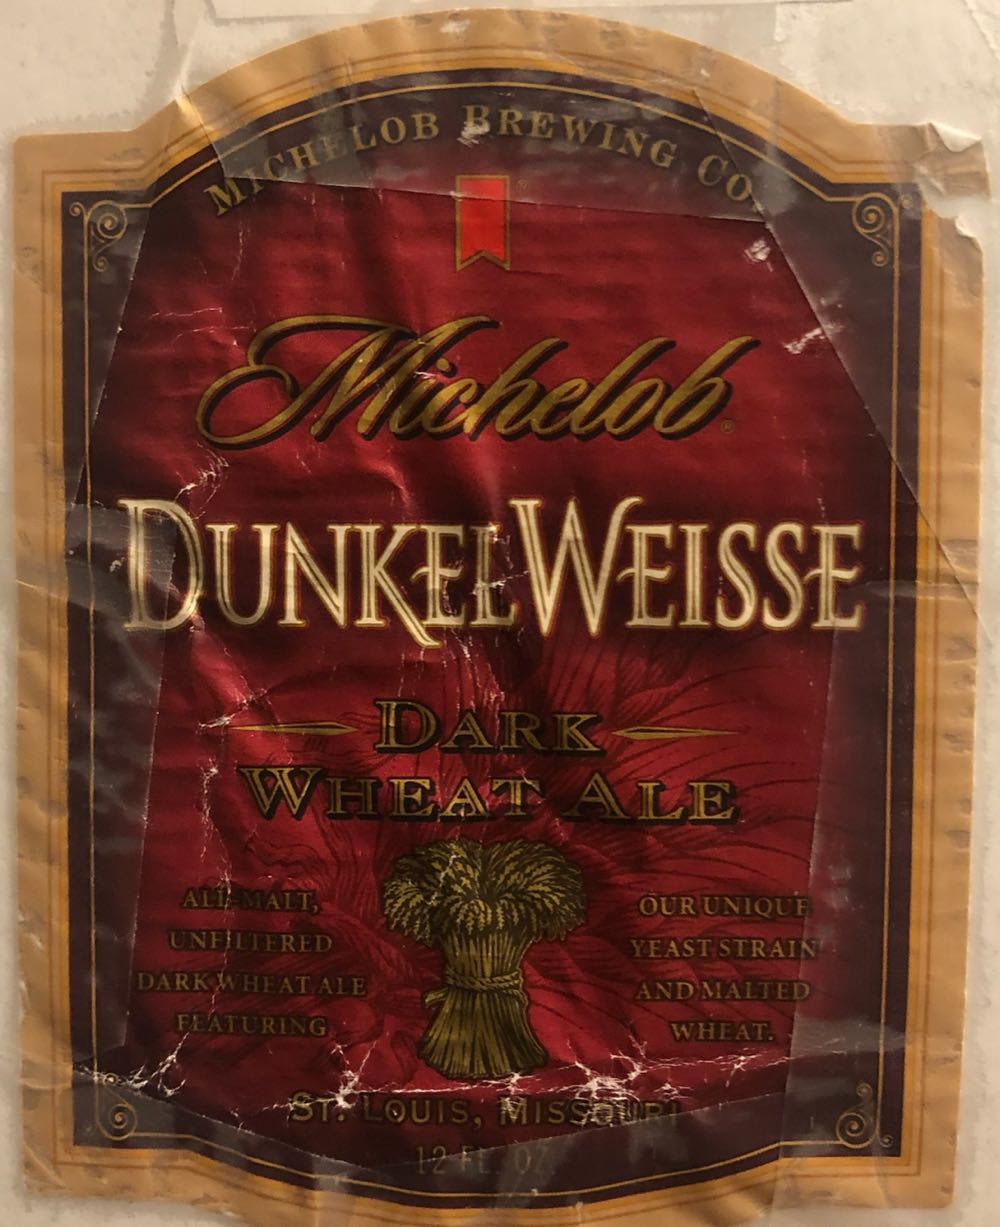 MICHELOB BREWING CO.
Michelob®
DUNKELWEISSE
DARK
WHEAT ALE
ALL-MALT,
UNFILTERED
DARK WHEAT ALE
FEATURING
OUR UNIQUE
YEAST STRAIN
AND MALTED
WHEAT.
ST. LOUIS, MISSOURI
12 FL. OZ.